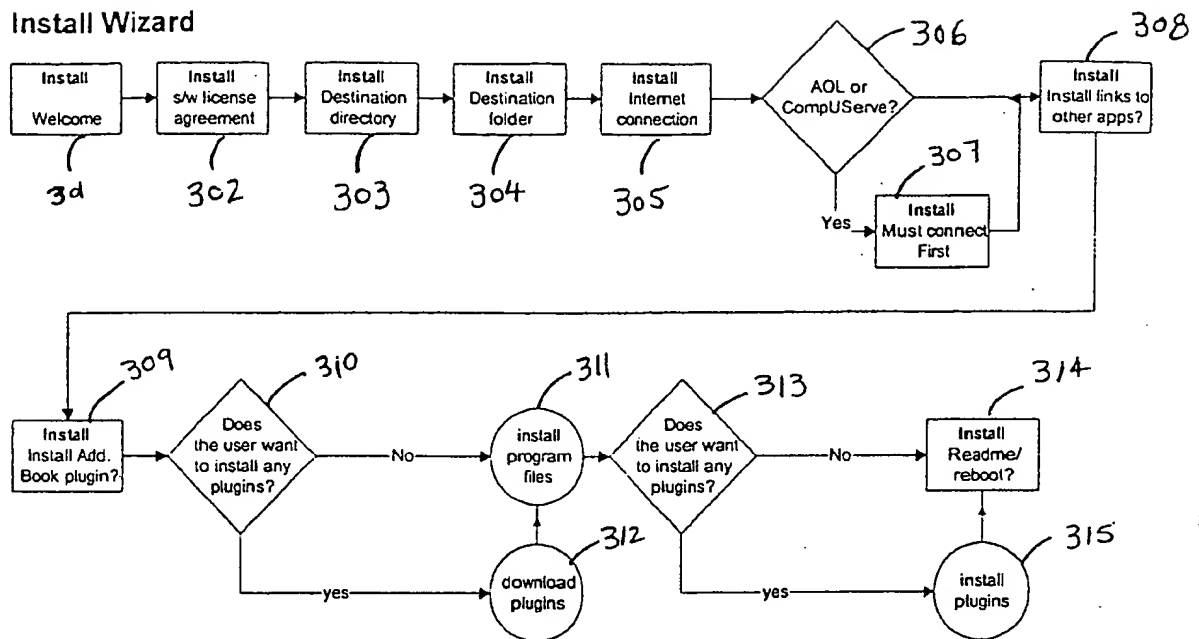 Install Wizard
306
308
Install
Welcome
Install
s/w license
agreement
Install
Destination
directory
Install
Destination
folder
Install
Internet
connection
AOL or
CompUServe?
Install
Install links to
other apps?
3d
302
303
304
305
307
Yes
Install
Must connect
First
309
310
311
313
314
Install
Install Add.
Book plugin?
Does
the user want
to install any
plugins?
No
install
program
files
Does
the user want
to install any
plugins?
No
Install
Readme/
reboot?
312
315
yes
download
plugins
yes
install
plugins